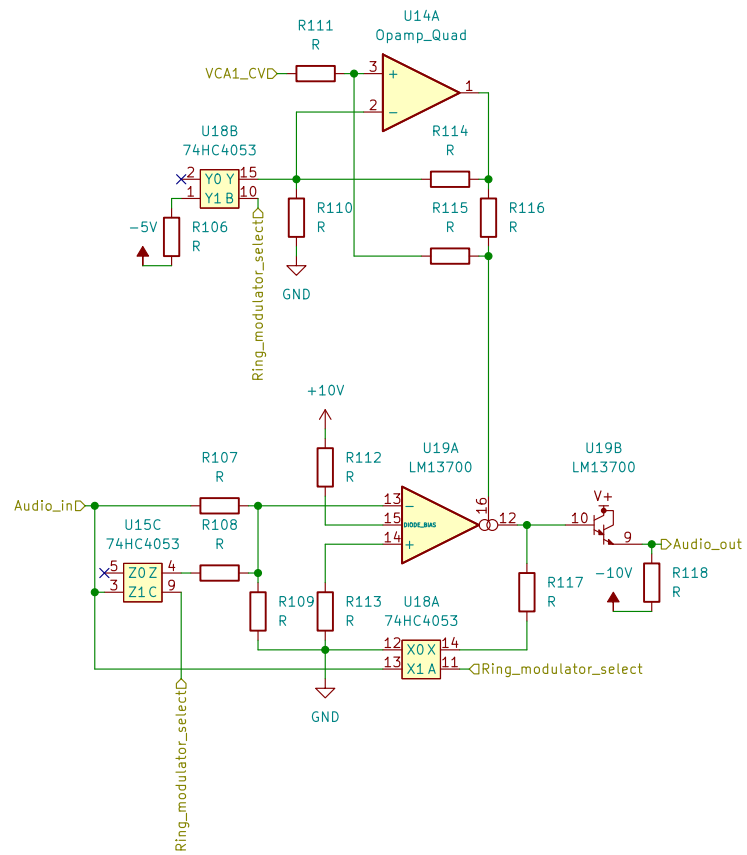 U14A
Opamp_Quad
R111
R
VCA1_CV
3
+
1
2
−
U18B
74HC4053
R114
R
2
Y0 Y
15
1
Y1 B
10
R115
R
R110
R
R116
R
-5V
R106
R
Ring_modulator_select
GND
+10V
R107
R
R112
R
U19A
LM13700
U19B
LM13700
Audio_in
R108
R
13
−
16
15
DIODE_BIAS
12
14
+
V+
10
9
Audio_out
U15C
74HC4053
5
Z0 Z
4
3
Z1 C
9
R109
R
R113
R
U18A
74HC4053
R117
R
-10V
R118
R
12
X0 X
14
13
X1 A
11
Ring_modulator_select
GND
Ring_modulator_select